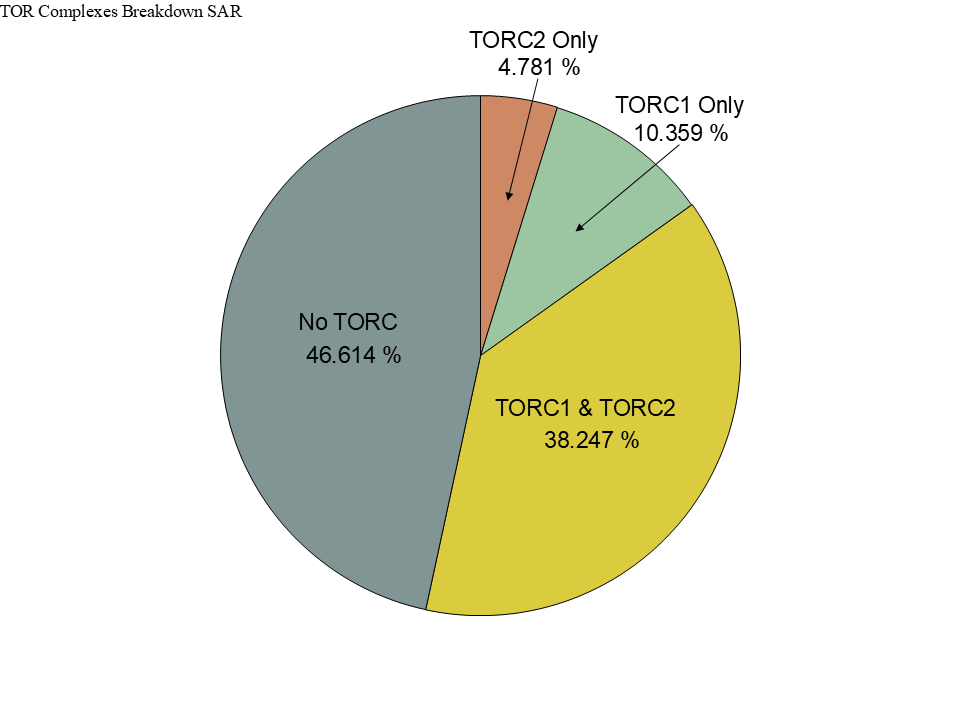 TOR Complexes Breakdown SAR
TORC2 Only
4.781 %
TORC1 Only
10.359 %
No TORC
46.614 %
TORC1 & TORC2
38.247 %